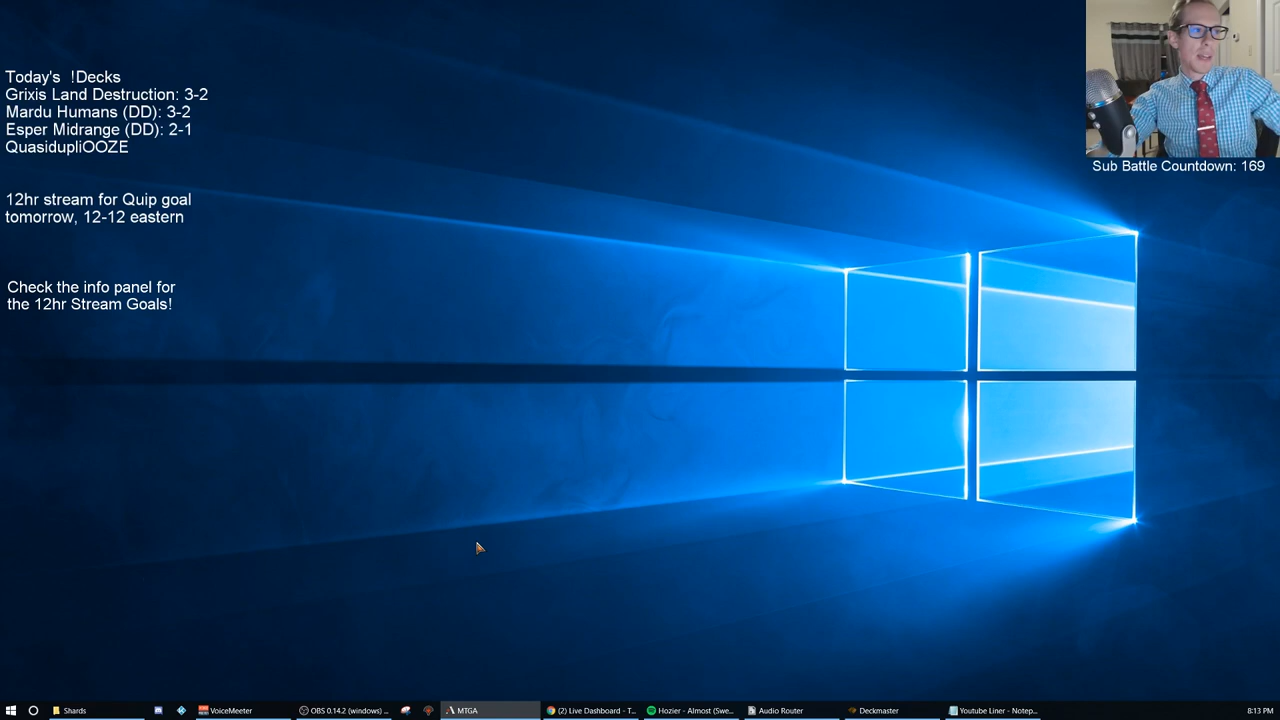 Today's !Decks
Grixis Land Destruction: 3-2
Mardu Humans (DD): 3-2
Esper Midrange (DD): 2-1
QuasidupliOOZE
12hr stream for Quip goal
tomorrow, 12-12 eastern
Check the info panel for
the 12hr Stream Goals!
Sub Battle Countdown: 169
Shards
VoiceMeeter
OBS 0.14.2 (windows) ...
MTGA
(2) Live Dashboard - T...
Hozier - Almost (Swe...
Audio Router
Deckmaster
Youtube Liner - Notep...
8:13 PM